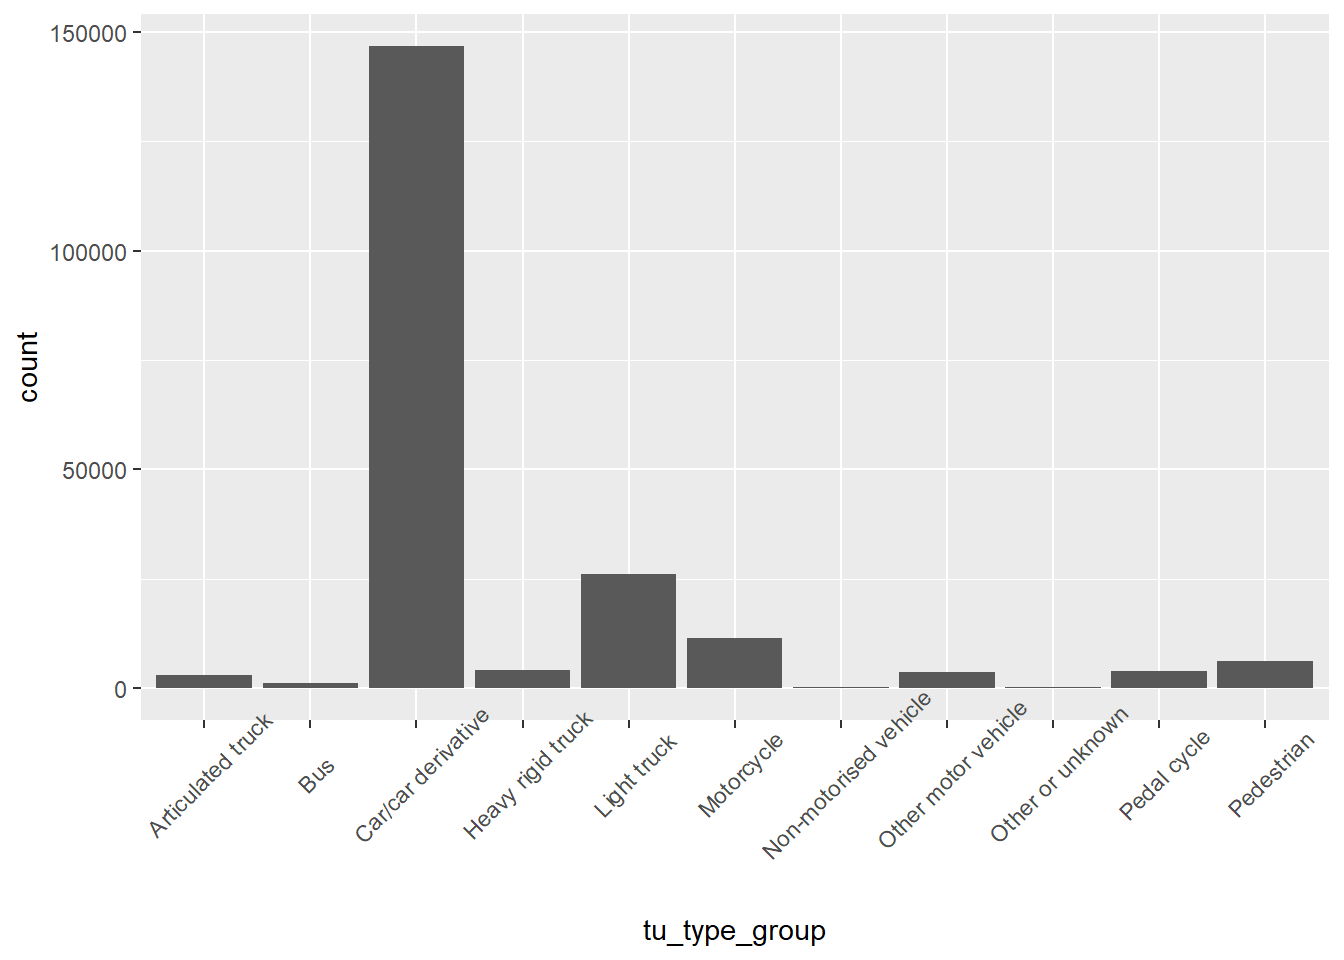 150000
100000
50000
0
count
Articulated truck
Bus
Car/car derivative
Heavy rigid truck
Light truck
Motorcycle
Non-motorised vehicle
Other motor vehicle
Other or unknown
Pedal cycle
Pedestrian
tu_type_group